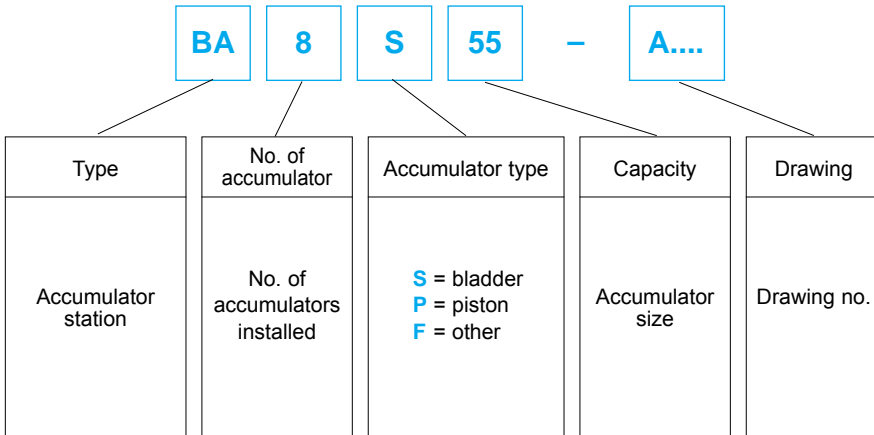 BA 8 S 55 – A....
Type
No. of
accumulator
Accumulator type
Capacity
Drawing
Accumulator
station
No. of
accumulators
installed
S = bladder
P = piston
F = other
Accumulator
size
Drawing no.